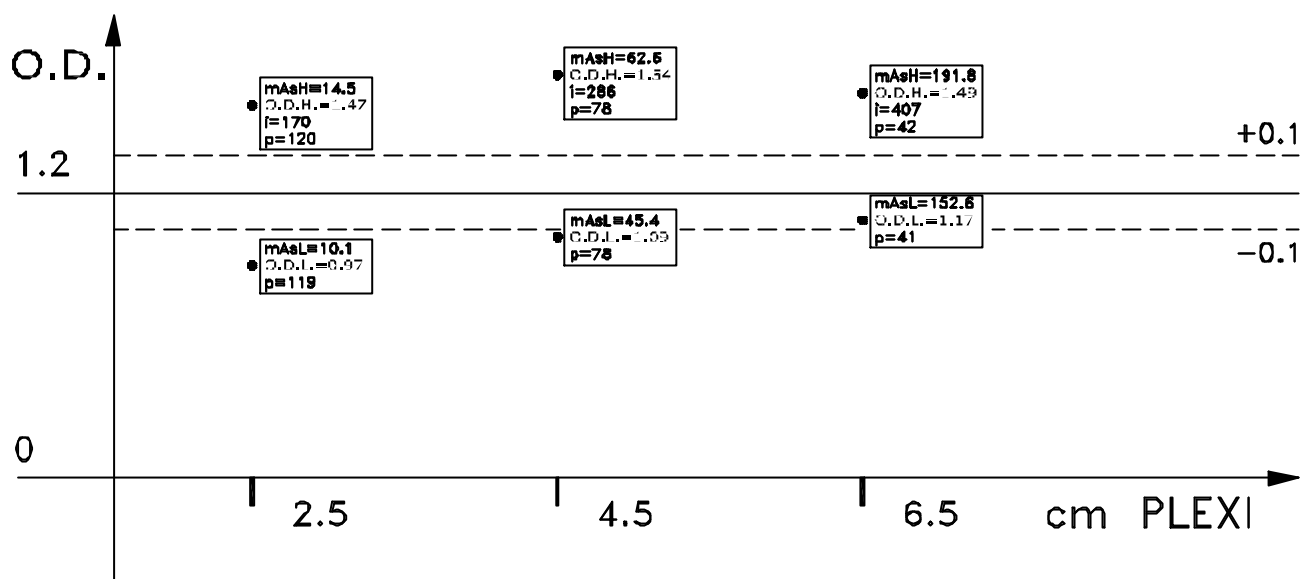 O.D.
mAsH=14.5
O.D.H.=1.47
i=170
p=120
mAsH=62.6
O.D.H.=1.54
i=286
p=78
mAsH=191.8
O.D.H.=1.49
i=407
p=42
+0.1
1.2
mAsL=10.1
O.D.L.=0.97
p=119
mAsL=45.4
O.D.L.=1.09
p=78
mAsL=152.6
O.D.L.=1.17
p=41
−0.1
0
2.5 4.5 6.5 cm PLEXI